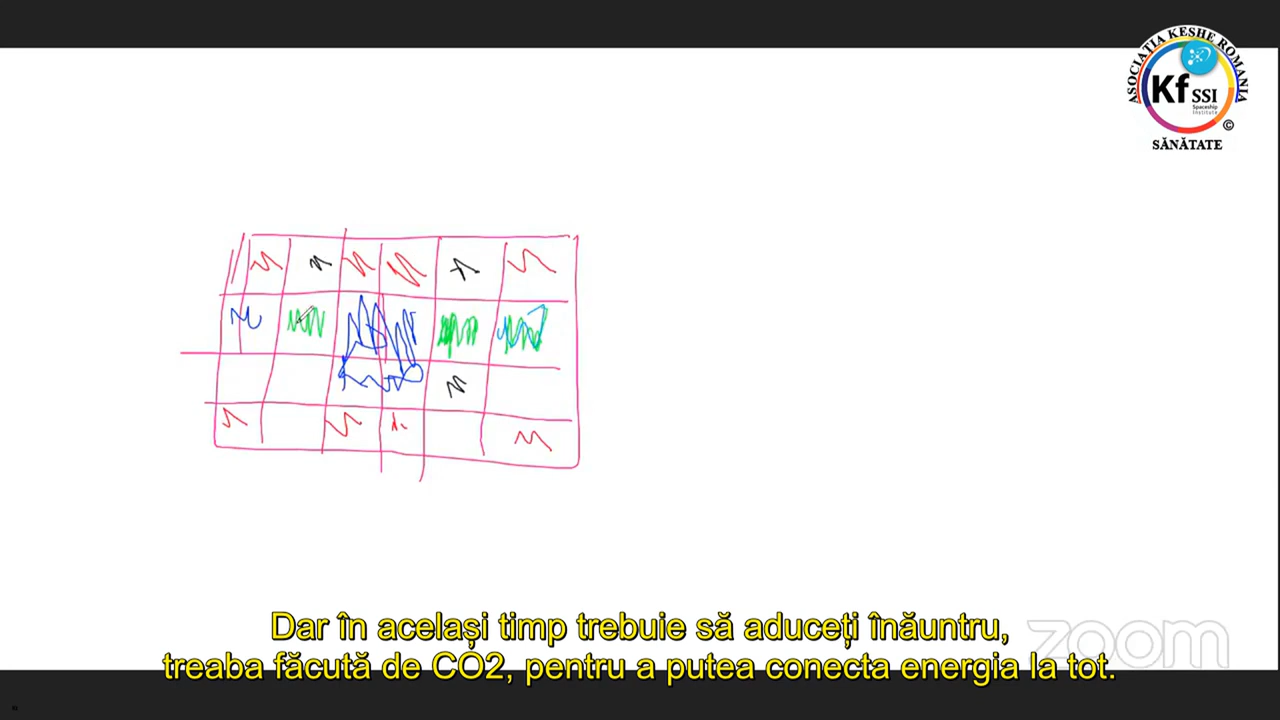 ASOCIAȚIA KESHE ROMANIA
Kf SSI
Spaceship
Institute
©
SĂNĂTATE
Dar în același timp trebuie să aduceți înăuntru,
treaba făcută de CO2, pentru a putea conecta energia la tot.
zoom